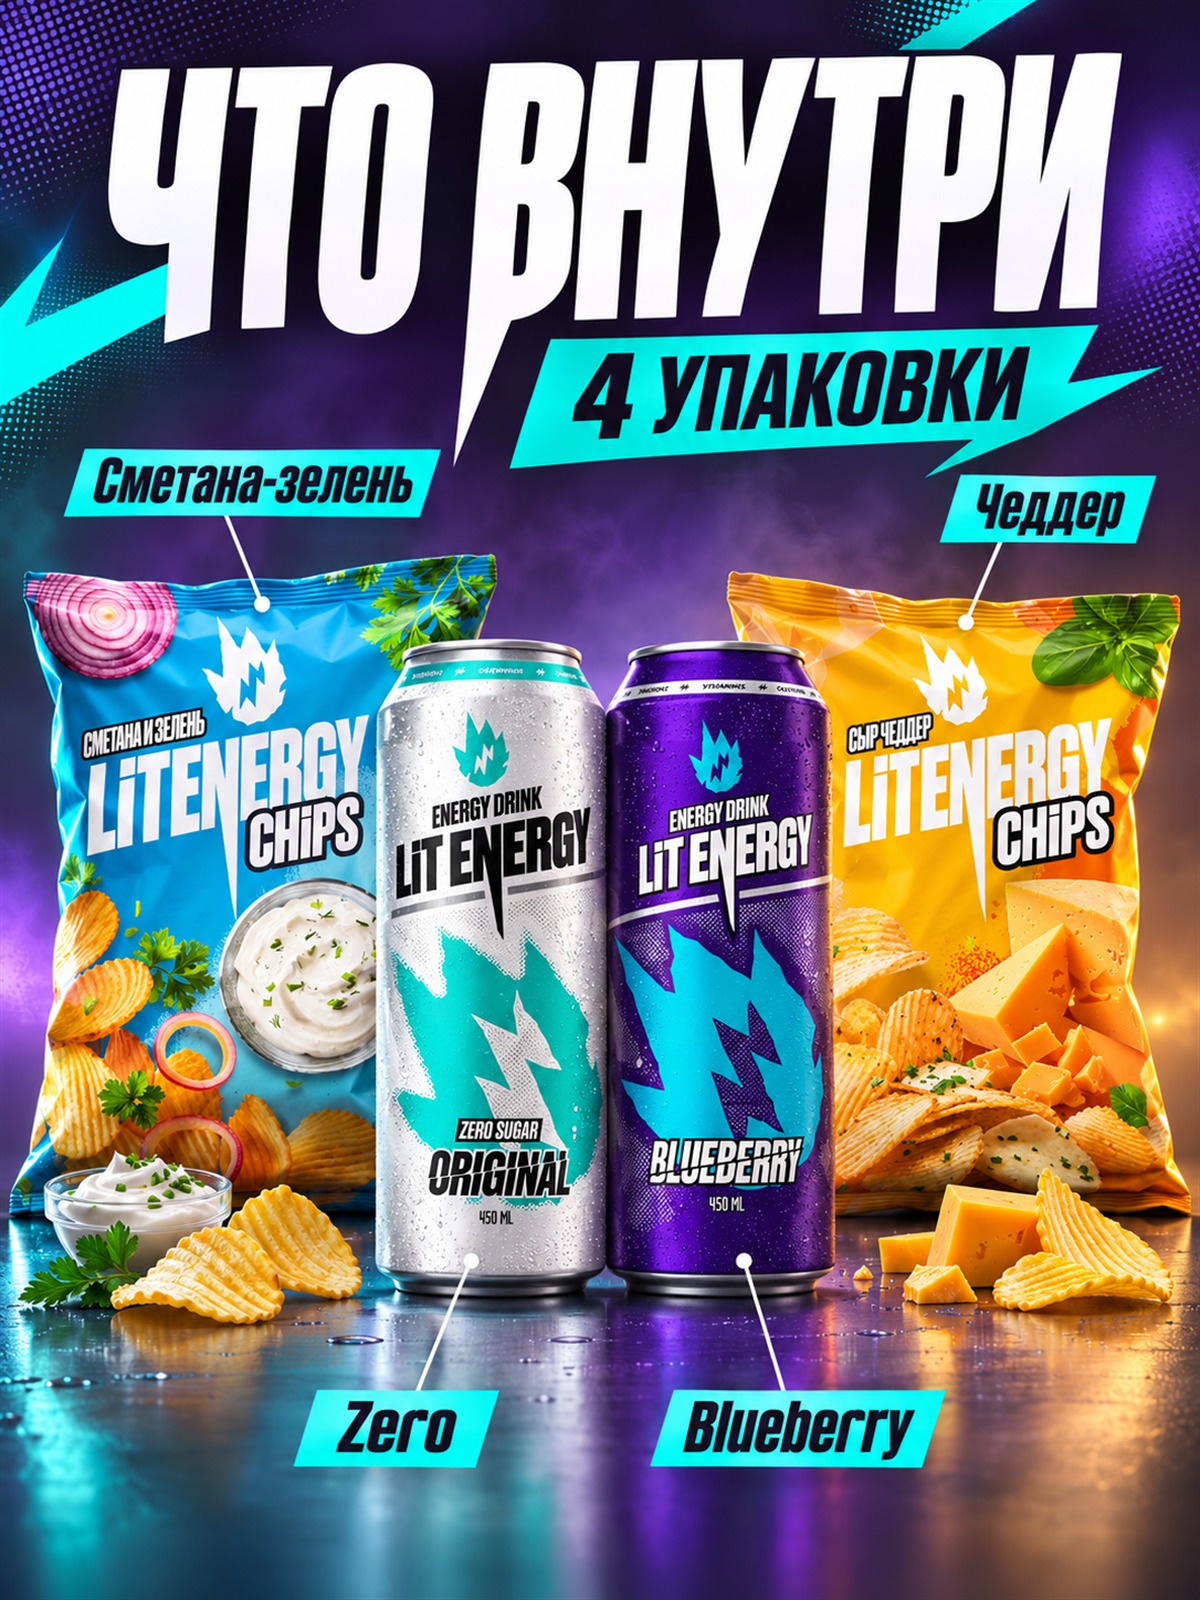 ЧТО ВНУТРИ
4 УПАКОВКИ
Сметана-зелень
Чеддер
СМЕТАНА И ЗЕЛЕНЬ
LiTENERGY
CHiPS
ENERGY DRINK
LiT ENERGY
ZERO SUGAR
ORIGINAL
450 ML
ENERGY DRINK
LiT ENERGY
BLUEBERRY
450 ML
СЫР ЧЕДДЕР
LiTENERGY
CHiPS
Zero
Blueberry